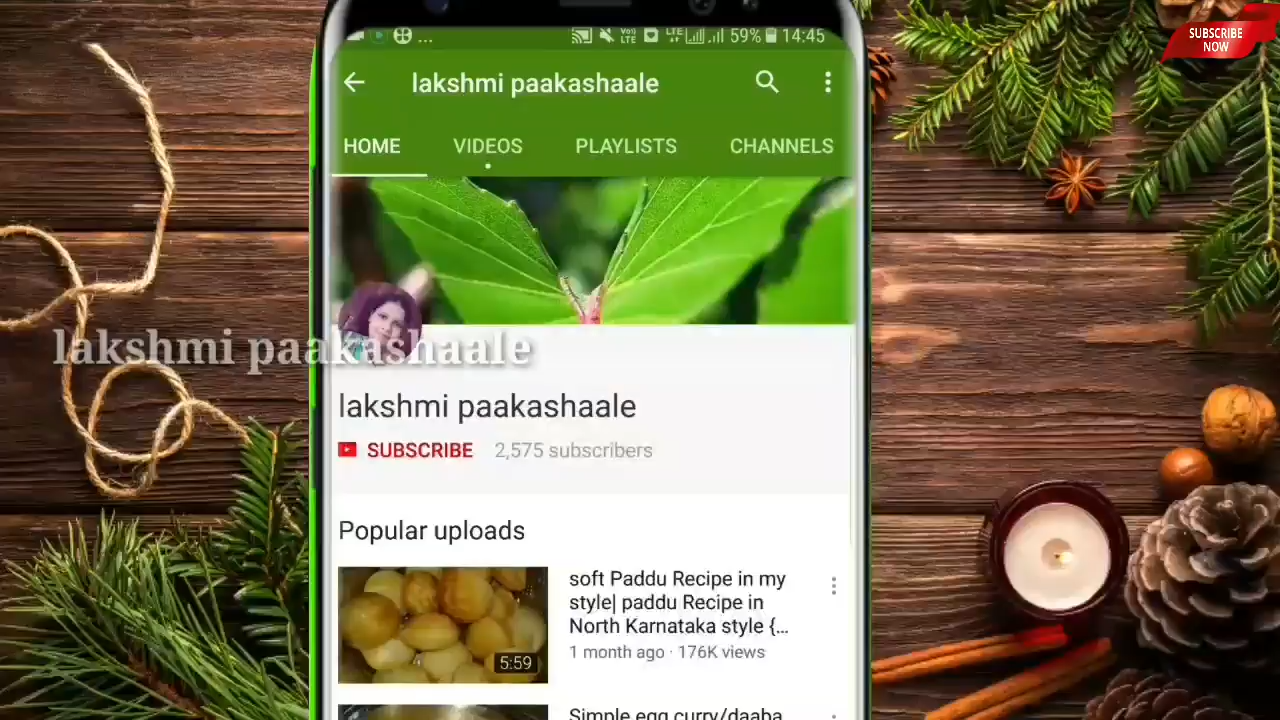 SUBSCRIBE
NOW
... 59% 14:45
lakshmi paakashaale
HOME VIDEOS PLAYLISTS CHANNELS
lakshmi paakashaale
lakshmi paakashaale
SUBSCRIBE 2,575 subscribers
Popular uploads
soft Paddu Recipe in my
style| paddu Recipe in
North Karnataka style {...
5:59
1 month ago · 176K views
Simple egg curry/daaba